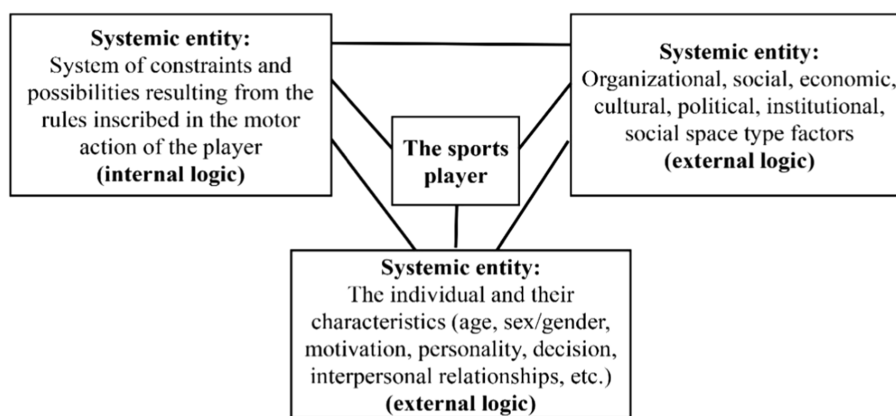 Systemic entity:
System of constraints and
possibilities resulting from the
rules inscribed in the motor
action of the player
(internal logic)
Systemic entity:
Organizational, social, economic,
cultural, political, institutional,
social space type factors
(external logic)
The sports
player
Systemic entity:
The individual and their
characteristics (age, sex/gender,
motivation, personality, decision,
interpersonal relationships, etc.)
(external logic)